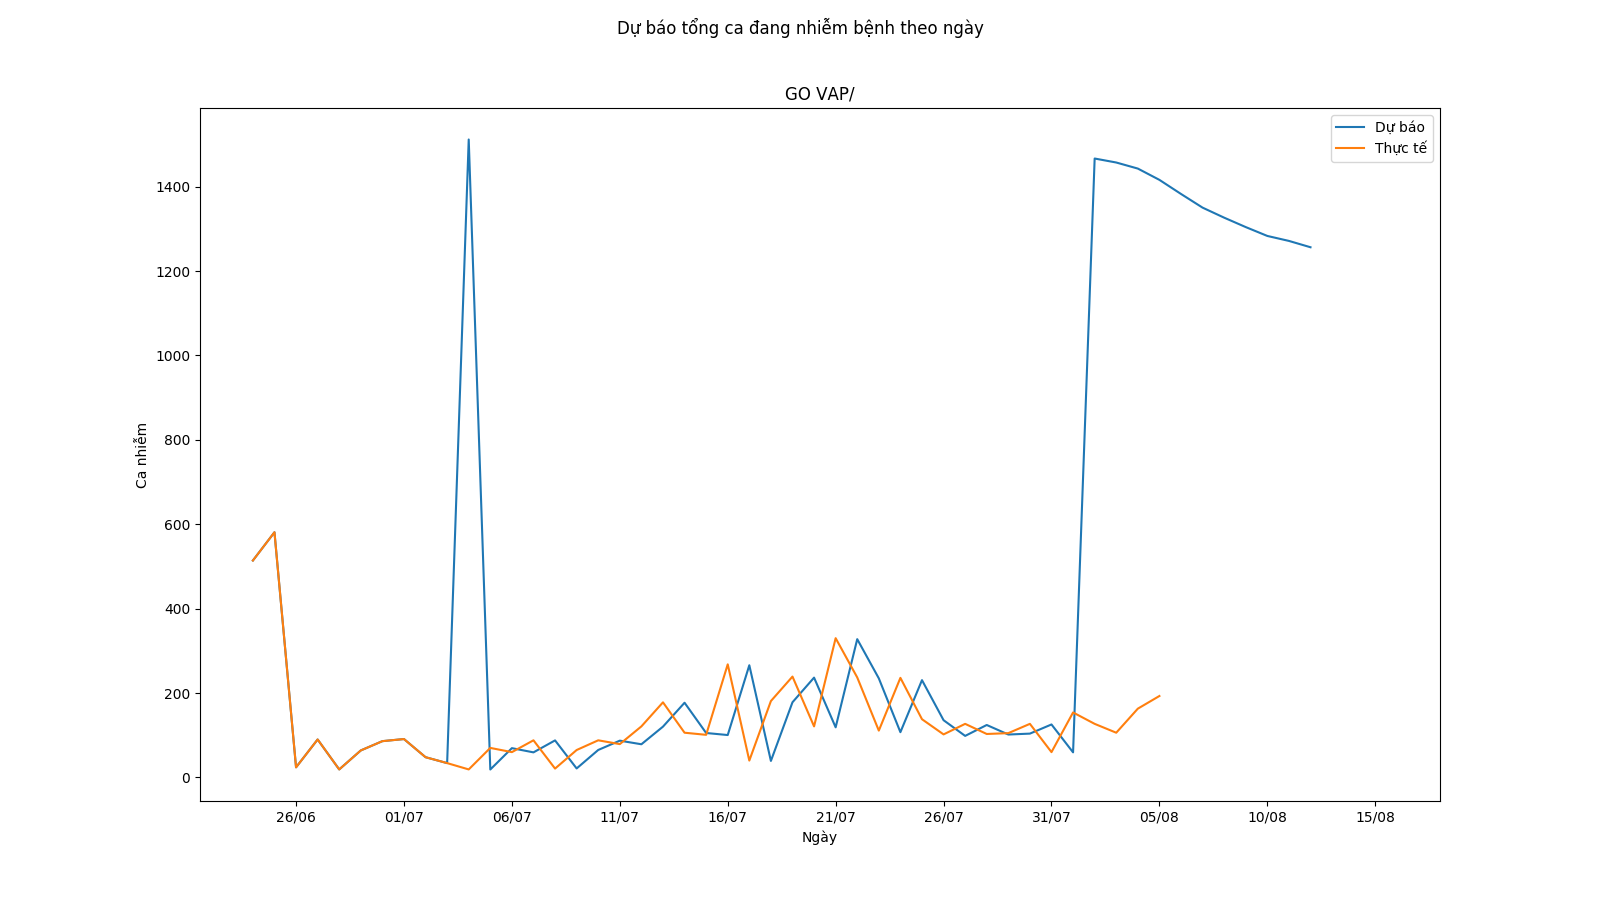 Dự báo tổng ca đang nhiễm bệnh theo ngày
GO VAP/
Dự báo
Thực tế
1400
1200
1000
800
600
400
200
0
Ca nhiễm
26/06 01/07 06/07 11/07 16/07 21/07 26/07 31/07 05/08 10/08 15/08
Ngày